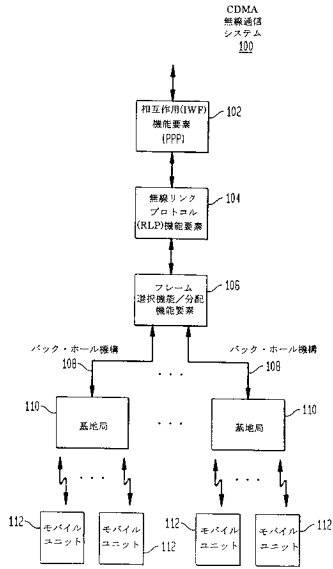 CDMA
無線通信
システム
100
相互作用(IWF)
機能要素
(PPP)
102
無線リンク
プロトコル
(RLP)機能要素
104
フレーム
選択機能/分配
機能要素
106
バック・ホール機構
108
バック・ホール機構
108
110
基地局
110
基地局
112
モバイル
ユニット
モバイル
ユニット
112
112
モバイル
ユニット
モバイル
ユニット
112